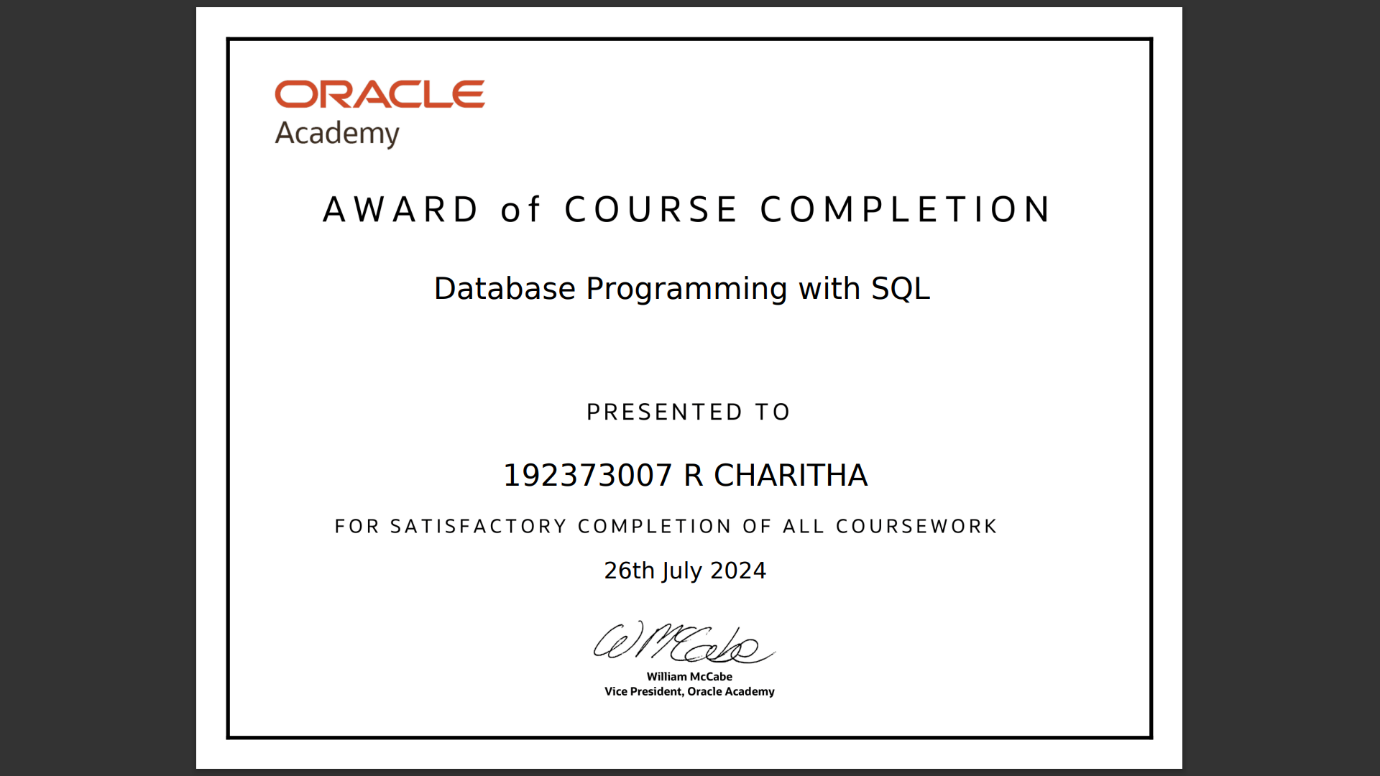 ORACLE
Academy
AWARD of COURSE COMPLETION
Database Programming with SQL
PRESENTED TO
192373007 R CHARITHA
FOR SATISFACTORY COMPLETION OF ALL COURSEWORK
26th July 2024
W McCabe
William McCabe
Vice President, Oracle Academy